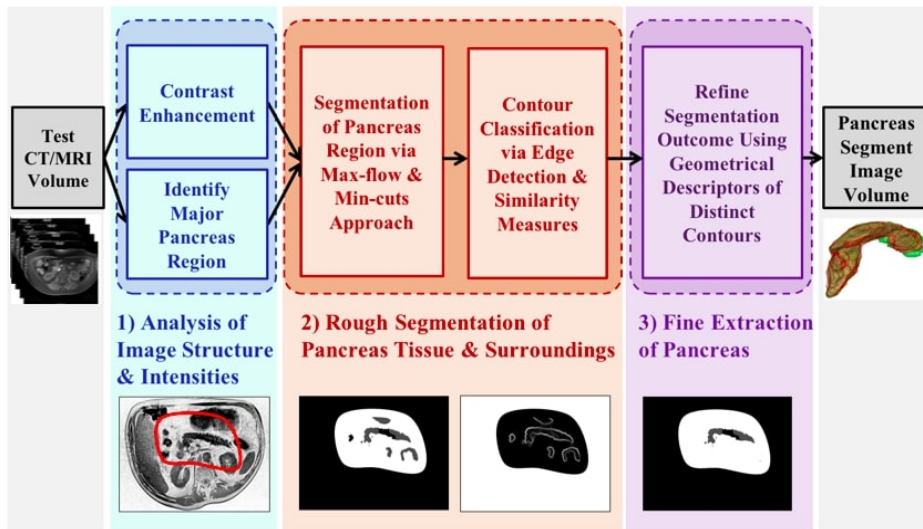 Test
CT/MRI
Volume
Contrast
Enhancement
Identify
Major
Pancreas
Region
Segmentation
of Pancreas
Region via
Max-flow &
Min-cuts
Approach
Contour
Classification
via Edge
Detection &
Similarity
Measures
Refine
Segmentation
Outcome Using
Geometrical
Descriptors of
Distinct
Contours
Pancreas
Segment
Image
Volume
1) Analysis of
Image Structure
& Intensities
2) Rough Segmentation of
Pancreas Tissue & Surroundings
3) Fine Extraction
of Pancreas